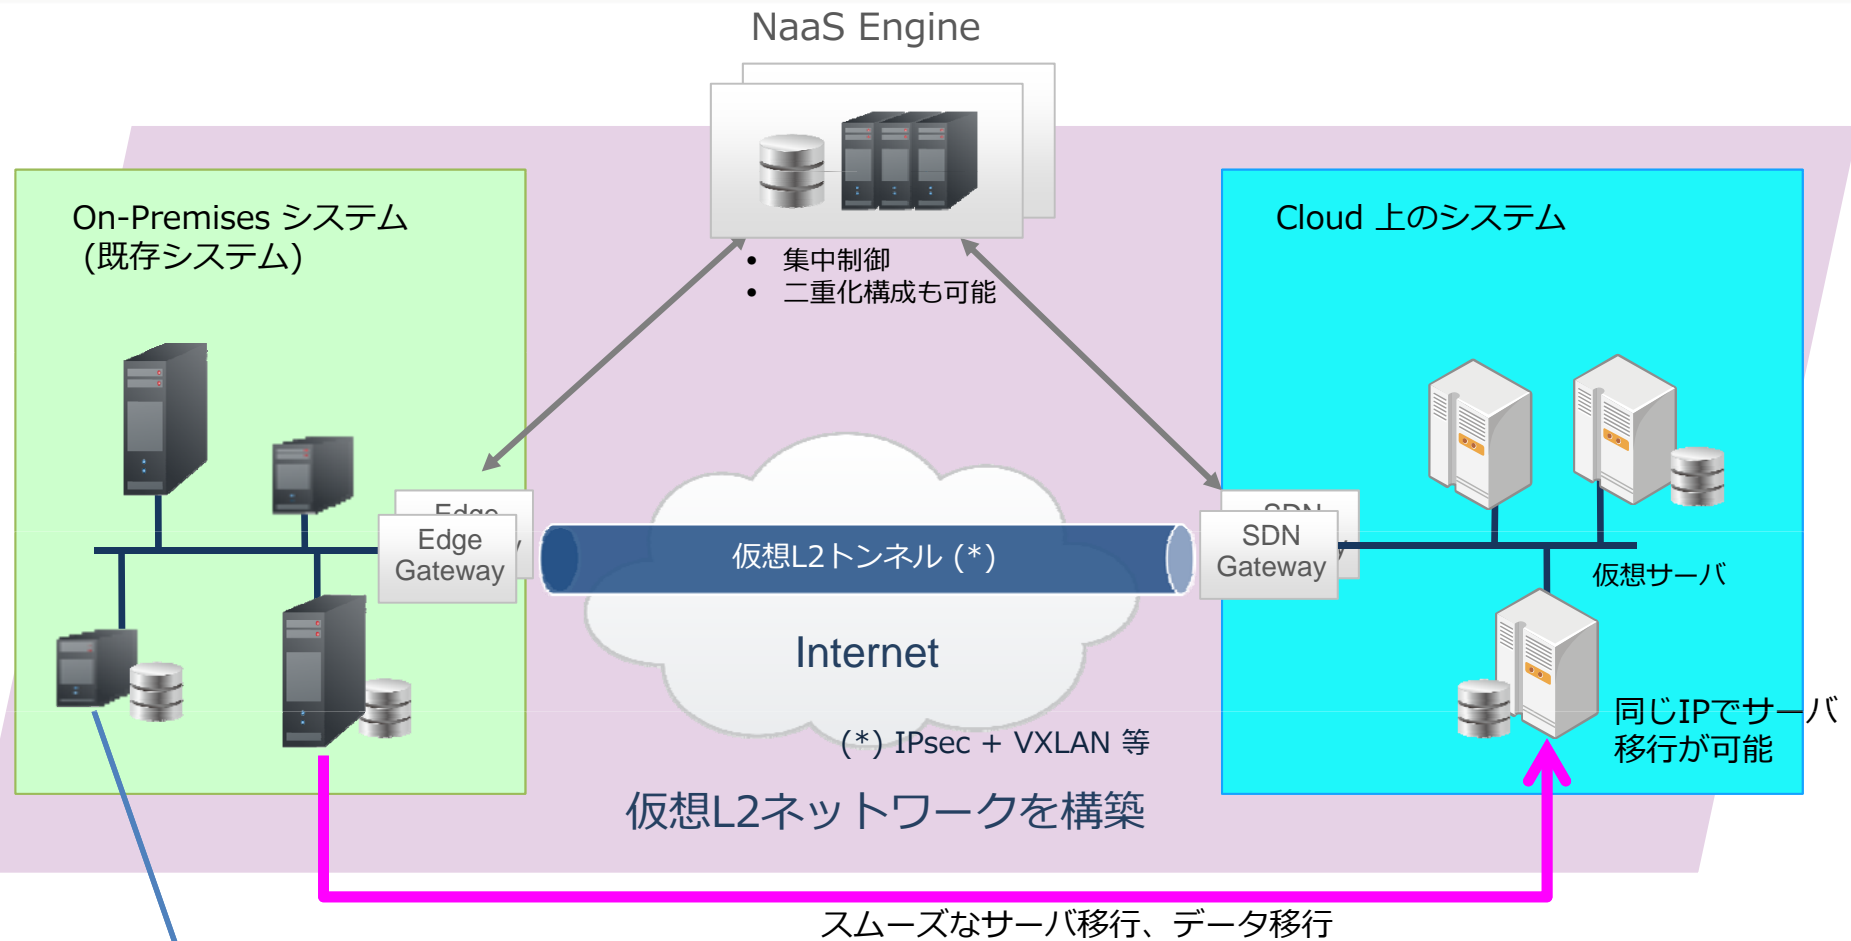 NaaS Engine
On-Premises システム
(既存システム)
• 集中制御
• 二重化構成も可能
Cloud 上のシステム
Edge
Edge
Gateway
仮想L2トンネル (*)
SDN
SDN
Gateway
仮想サーバ
Internet
同じIPでサーバ
移行が可能
(*) IPsec + VXLAN 等
仮想L2ネットワークを構築
スムーズなサーバ移行、データ移行